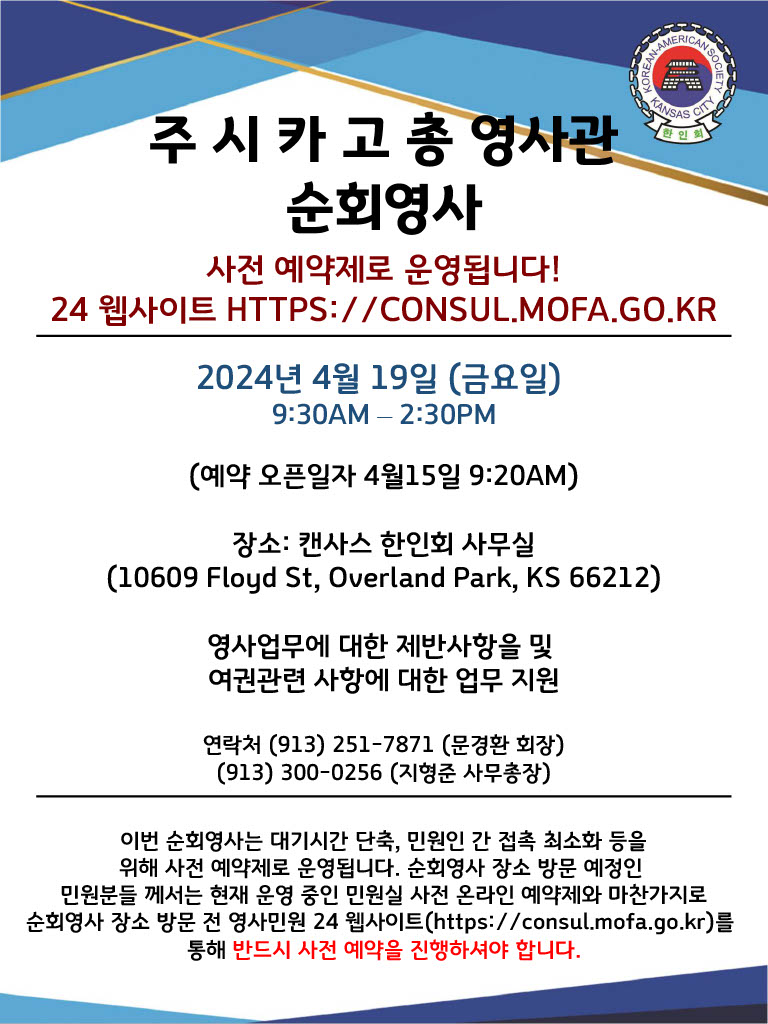 KOREAN-AMERICAN SOCIETY
KANSAS CITY
한인회
주 시 카 고 총 영사관
순회영사
사전 예약제로 운영됩니다!
24 웹사이트 HTTPS://CONSUL.MOFA.GO.KR
2024년 4월 19일 (금요일)
9:30AM – 2:30PM
(예약 오픈일자 4월15일 9:20AM)
장소: 캔사스 한인회 사무실
(10609 Floyd St, Overland Park, KS 66212)
영사업무에 대한 제반사항을 및
여권관련 사항에 대한 업무 지원
연락처 (913) 251-7871 (문경환 회장)
(913) 300-0256 (지형준 사무총장)
이번 순회영사는 대기시간 단축, 민원인 간 접촉 최소화 등을
위해 사전 예약제로 운영됩니다. 순회영사 장소 방문 예정인
민원분들 께서는 현재 운영 중인 민원실 사전 온라인 예약제와 마찬가지로
순회영사 장소 방문 전 영사민원 24 웹사이트(https://consul.mofa.go.kr)를
통해 반드시 사전 예약을 진행하셔야 합니다.